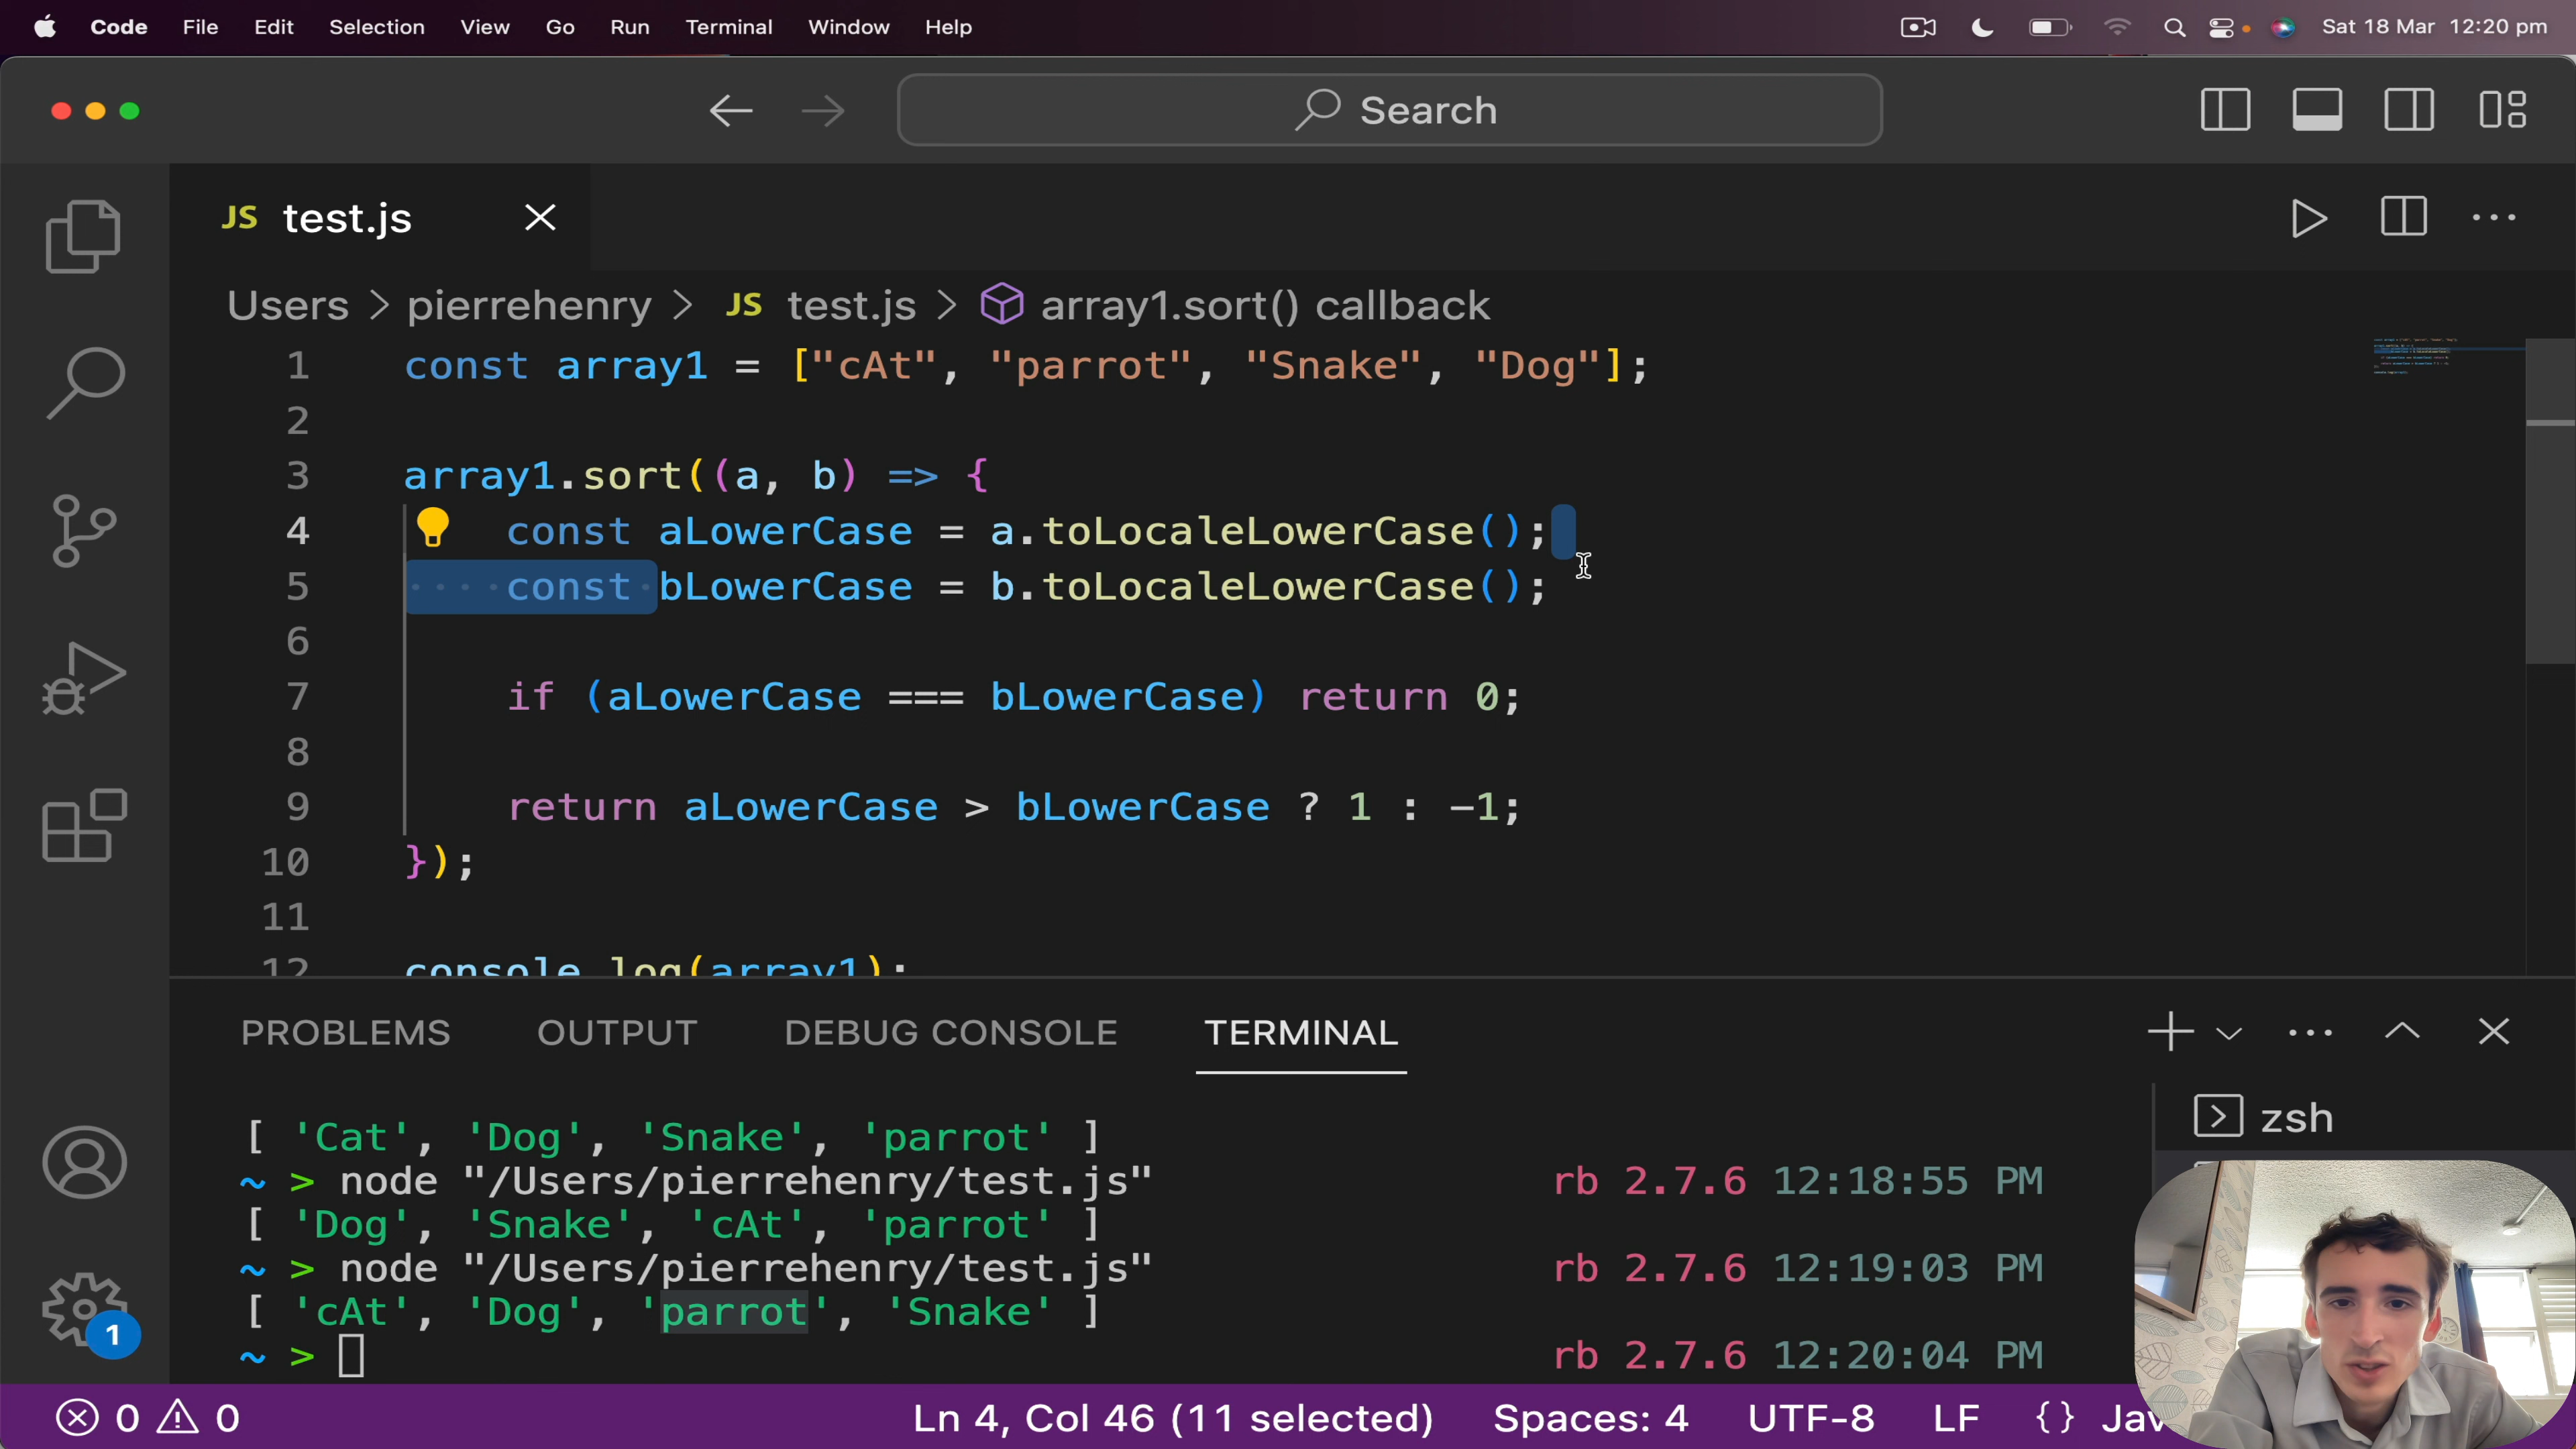 Code File Edit Selection View Go Run Terminal Window Help Sat 18 Mar 12:20 pm
Search
JS test.js
Users > pierrehenry > JS test.js > array1.sort() callback
1 const array1 = ["cAt", "parrot", "Snake", "Dog"];
2
3 array1.sort((a, b) => {
4 const aLowerCase = a.toLocaleLowerCase();
5 const bLowerCase = b.toLocaleLowerCase();
6
7 if (aLowerCase === bLowerCase) return 0;
8
9 return aLowerCase > bLowerCase ? 1 : -1;
10 });
11
12 console.log(array1);
PROBLEMS OUTPUT DEBUG CONSOLE TERMINAL
[ 'Cat', 'Dog', 'Snake', 'parrot' ]
~ > node "/Users/pierrehenry/test.js" rb 2.7.6 12:18:55 PM
[ 'Dog', 'Snake', 'cAt', 'parrot' ]
~ > node "/Users/pierrehenry/test.js" rb 2.7.6 12:19:03 PM
[ 'cAt', 'Dog', 'parrot', 'Snake' ]
~ > rb 2.7.6 12:20:04 PM
zsh
1
0 0 Ln 4, Col 46 (11 selected) Spaces: 4 UTF-8 LF {} Jav